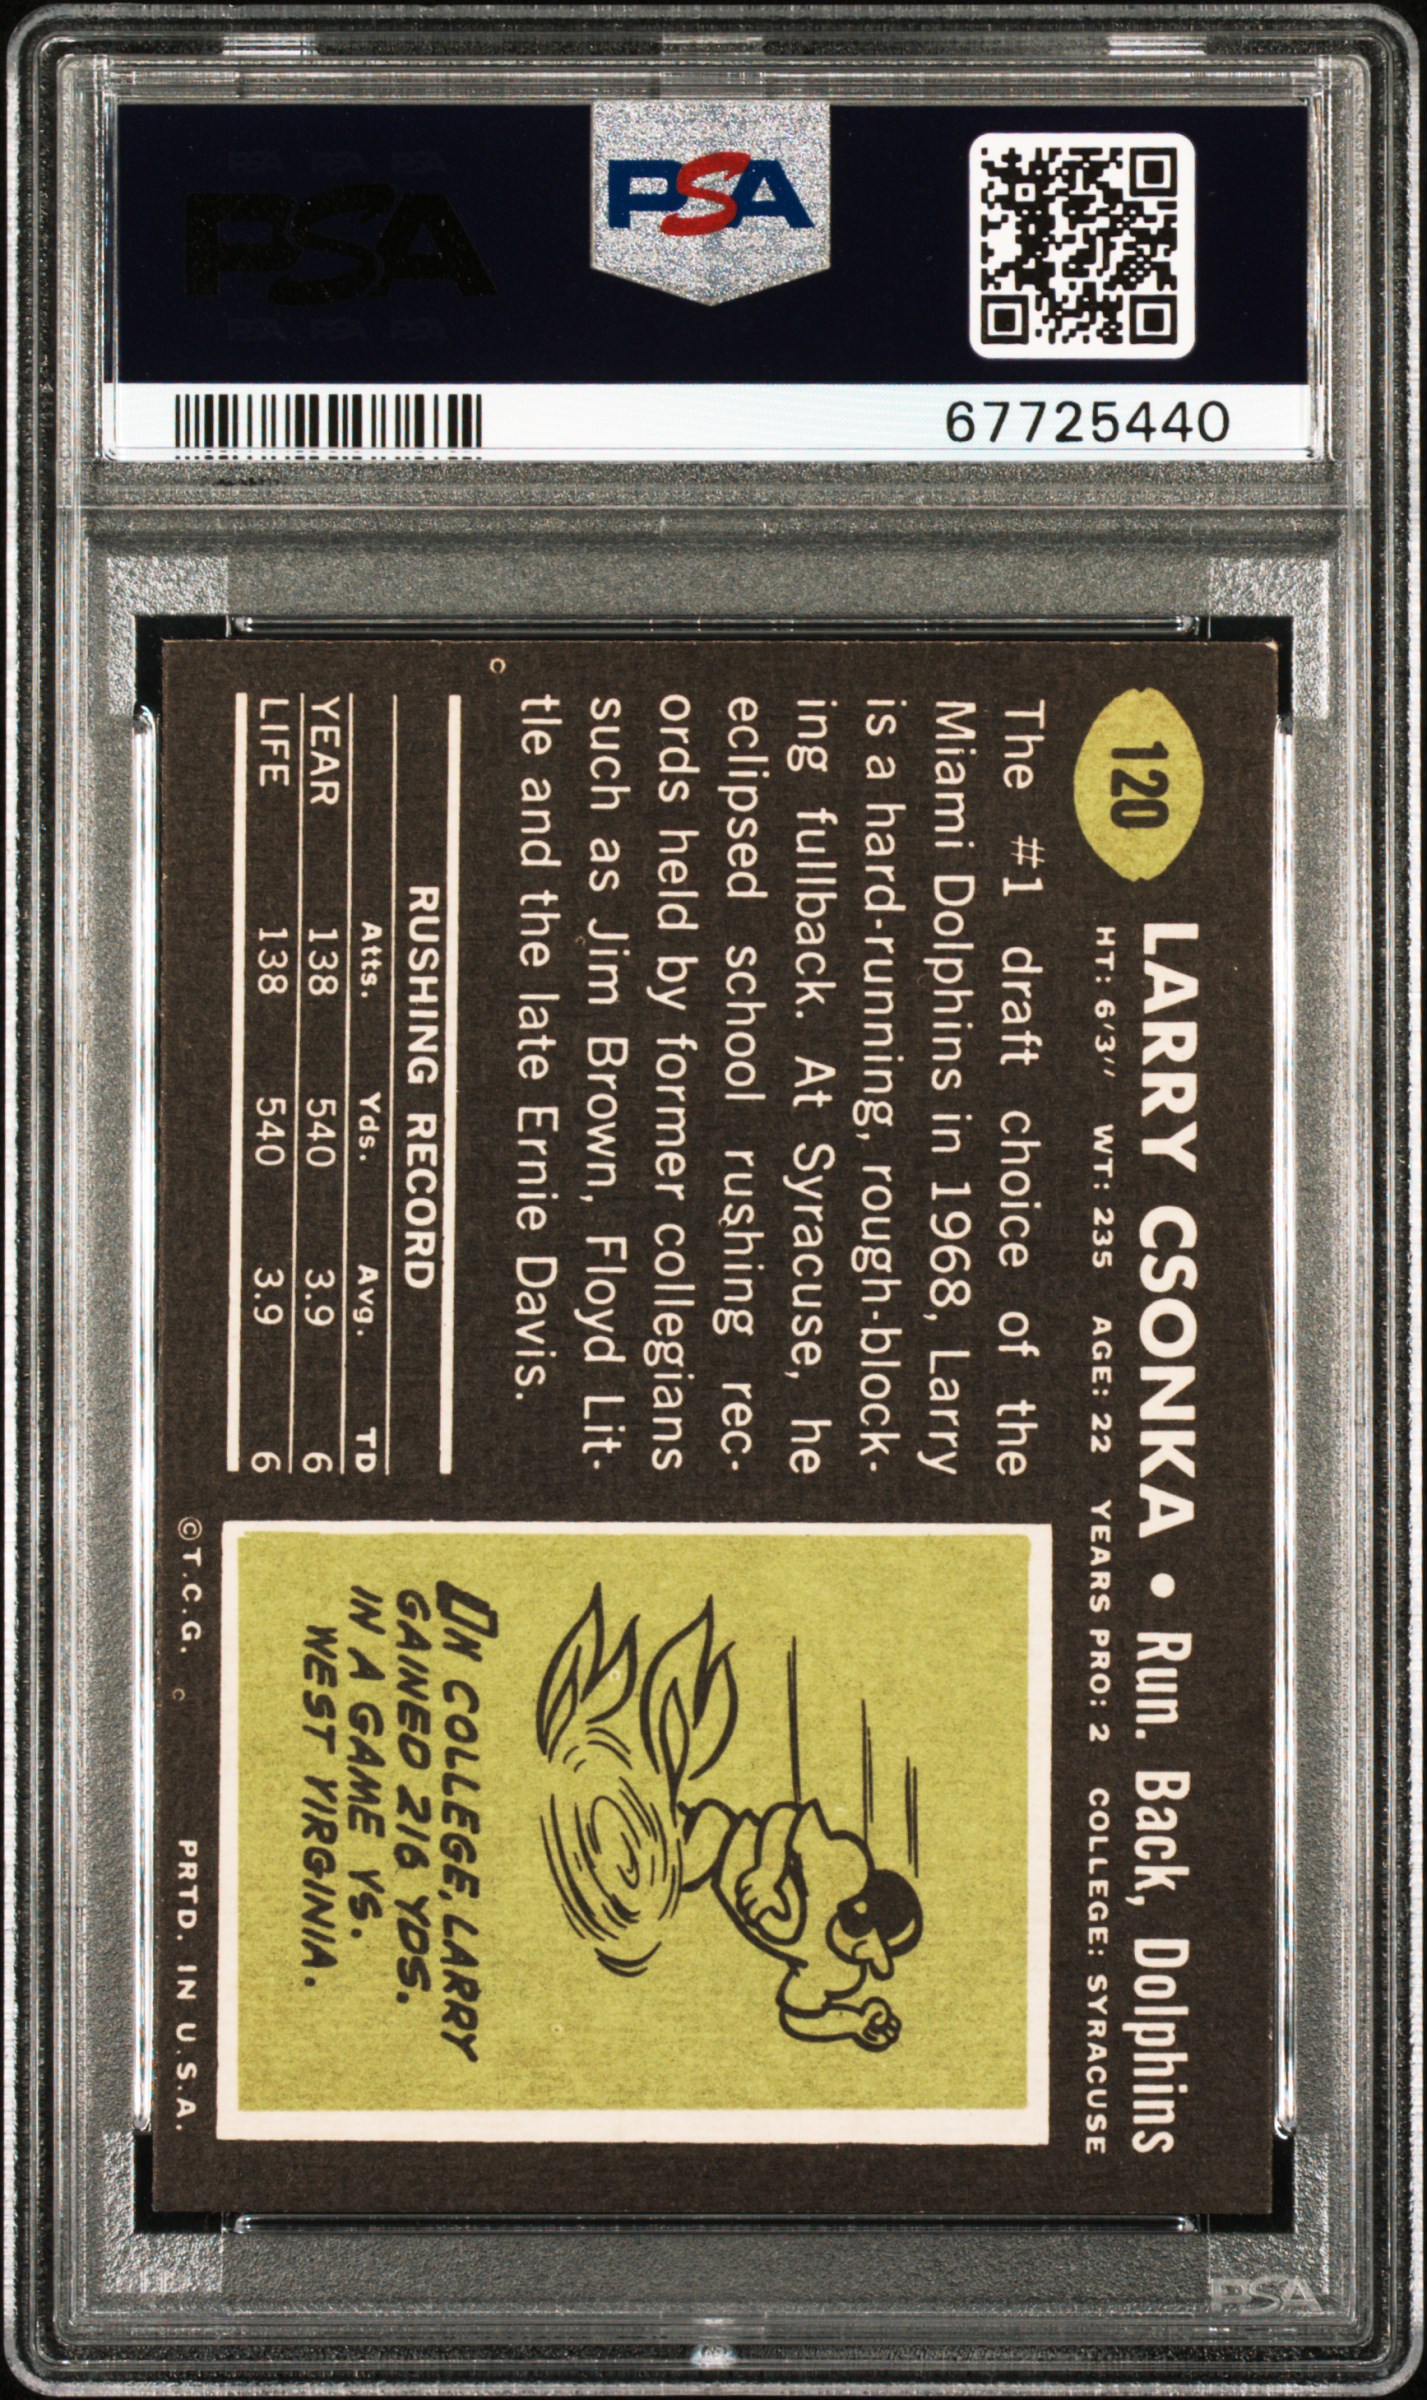 PSA
PSA
67725440
120
LARRY CSONKA • Run. Back, Dolphins
HT: 6'3" WT: 235 AGE: 22 YEARS PRO: 2 COLLEGE: SYRACUSE
The #1 draft choice of the
Miami Dolphins in 1968, Larry
is a hard-running, rough-block-
ing fullback. At Syracuse, he
eclipsed school rushing rec-
ords held by former collegians
such as Jim Brown, Floyd Lit-
tle and the late Ernie Davis.
RUSHING RECORD
Atts. Yds. Avg. TD
YEAR 138 540 3.9 6
LIFE 138 540 3.9 6
IN COLLEGE, LARRY
GAINED 216 YDS.
IN A GAME VS.
WEST VIRGINIA.
©T.C.G. PRTD. IN U.S.A.
PSA